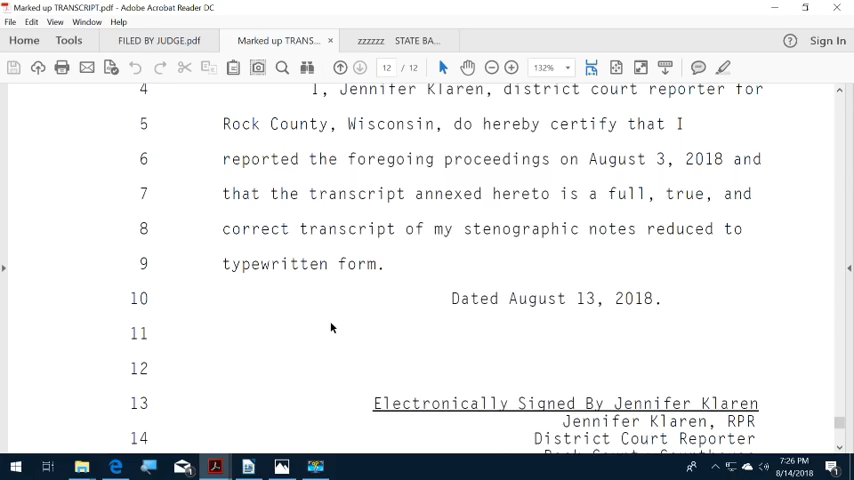 Marked up TRANSCRIPT.pdf - Adobe Acrobat Reader DC
File Edit View Window Help
Home Tools FILED BY JUDGE.pdf Marked up TRANS... × zzzzzz STATE BA... Sign In
12 / 12 132%
4 I, Jennifer Klaren, district court reporter for
5 Rock County, Wisconsin, do hereby certify that I
6 reported the foregoing proceedings on August 3, 2018 and
7 that the transcript annexed hereto is a full, true, and
8 correct transcript of my stenographic notes reduced to
9 typewritten form.
10 Dated August 13, 2018.
11
12
13 Electronically Signed By Jennifer Klaren
Jennifer Klaren, RPR
14 District Court Reporter
Rock County Courthouse
7:26 PM
8/14/2018